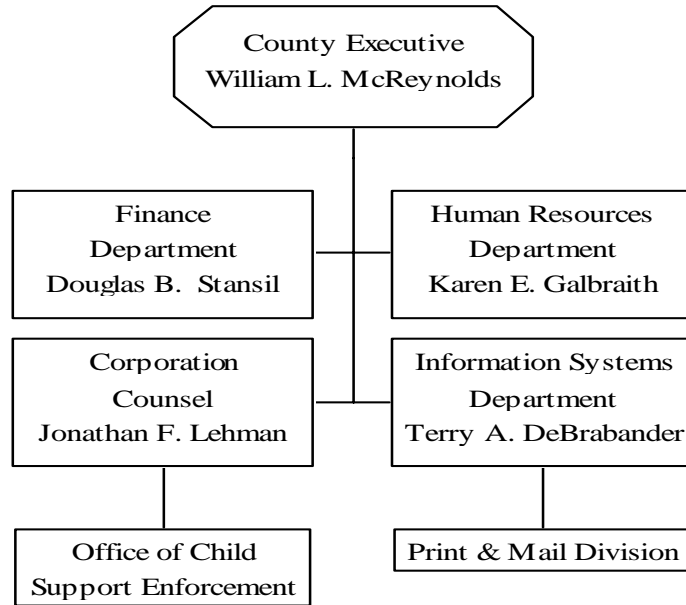 County Executive
William L. McReynolds
Finance
Department
Douglas B. Stansil
Human Resources
Department
Karen E. Galbraith
Corporation
Counsel
Jonathan F. Lehman
Information Systems
Department
Terry A. DeBrabander
Office of Child
Support Enforcement
Print & Mail Division